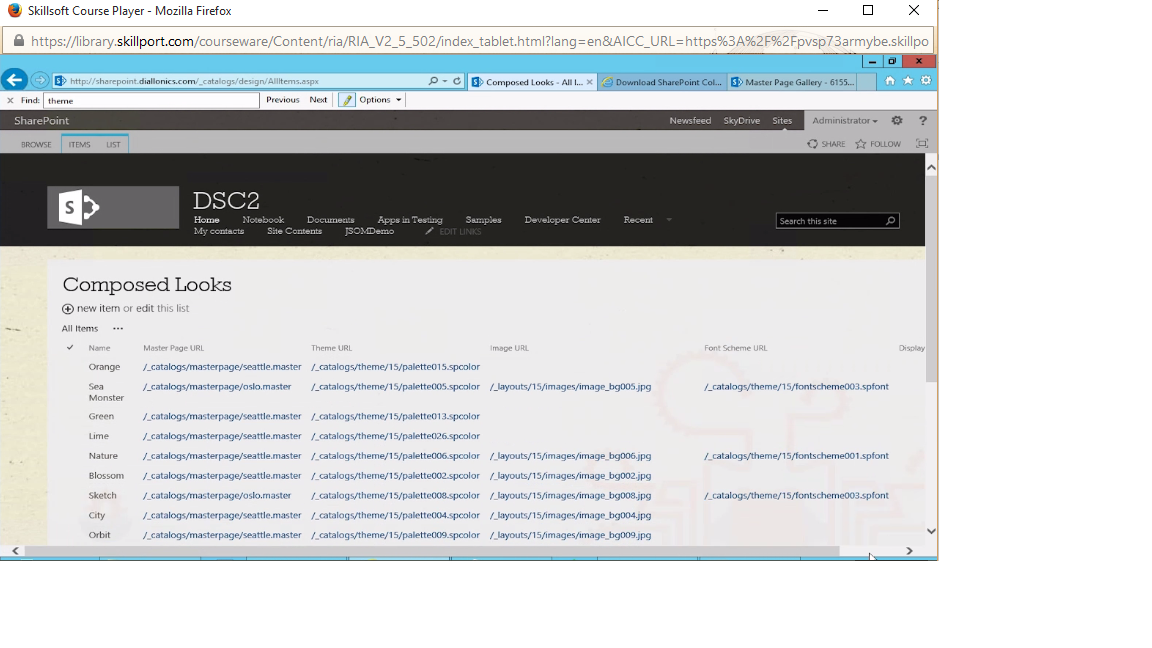 Skillsoft Course Player - Mozilla Firefox
https://library.skillport.com/courseware/Content/ria/RIA_V2_5_502/index_tablet.html?lang=en&AICC_URL=https%3A%2F%2Fpvsp73armybe.skillpo
http://sharepoint.diallonics.com/_catalogs/design/AllItems.aspx Composed Looks - All I... Download SharePoint Col... Master Page Gallery - 6155...
Find: theme Previous Next Options
SharePoint Newsfeed SkyDrive Sites Administrator ?
BROWSE ITEMS LIST SHARE FOLLOW
S DSC2
Home Notebook Documents Apps in Testing Samples Developer Center Recent Search this site
My contacts Site Contents JSOMDemo EDIT LINKS
Composed Looks
new item or edit this list
All Items ...
Name Master Page URL Theme URL Image URL Font Scheme URL Display
Orange /_catalogs/masterpage/seattle.master /_catalogs/theme/15/palette015.spcolor
Sea Monster /_catalogs/masterpage/oslo.master /_catalogs/theme/15/palette005.spcolor /_layouts/15/images/image_bg005.jpg /_catalogs/theme/15/fontscheme003.spfont
Green /_catalogs/masterpage/seattle.master /_catalogs/theme/15/palette013.spcolor
Lime /_catalogs/masterpage/seattle.master /_catalogs/theme/15/palette026.spcolor
Nature /_catalogs/masterpage/seattle.master /_catalogs/theme/15/palette006.spcolor /_layouts/15/images/image_bg006.jpg /_catalogs/theme/15/fontscheme001.spfont
Blossom /_catalogs/masterpage/seattle.master /_catalogs/theme/15/palette002.spcolor /_layouts/15/images/image_bg002.jpg
Sketch /_catalogs/masterpage/oslo.master /_catalogs/theme/15/palette008.spcolor /_layouts/15/images/image_bg008.jpg /_catalogs/theme/15/fontscheme003.spfont
City /_catalogs/masterpage/seattle.master /_catalogs/theme/15/palette004.spcolor /_layouts/15/images/image_bg004.jpg
Orbit /_catalogs/masterpage/seattle.master /_catalogs/theme/15/palette009.spcolor /_layouts/15/images/image_bg009.jpg